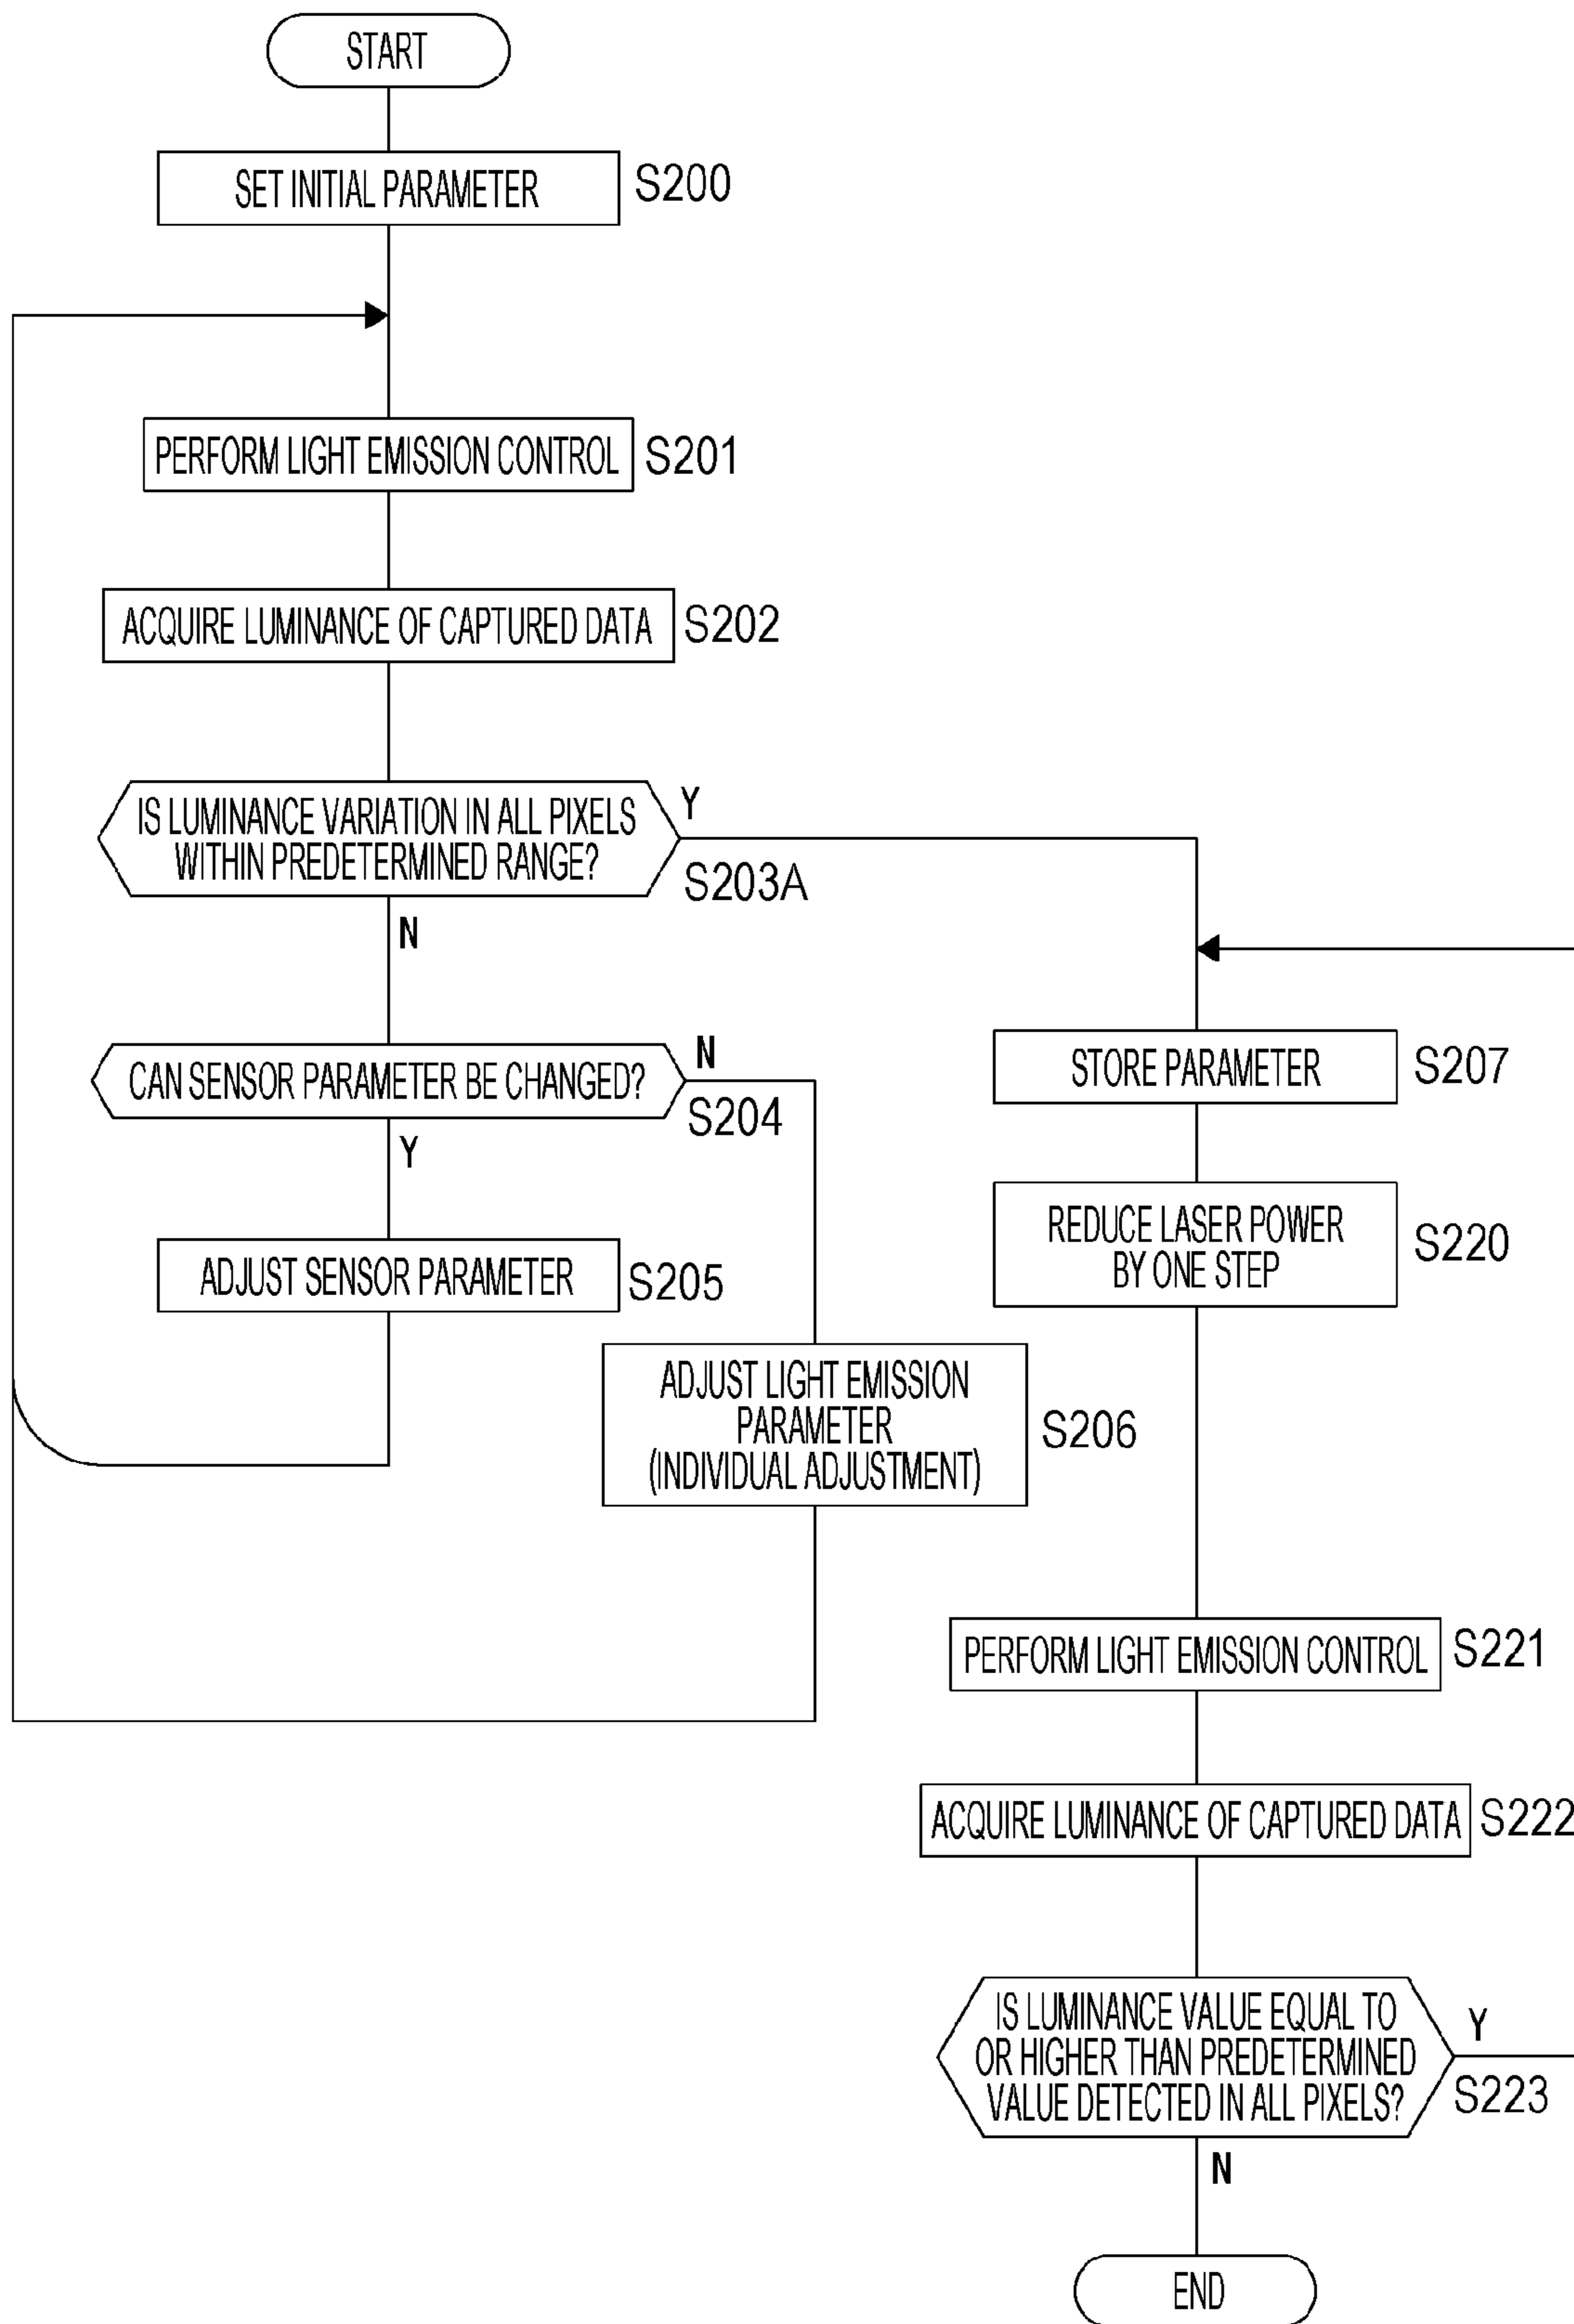 START
SET INITIAL PARAMETER
S200
PERFORM LIGHT EMISSION CONTROL
S201
ACQUIRE LUMINANCE OF CAPTURED DATA
S202
IS LUMINANCE VARIATION IN ALL PIXELS
WITHIN PREDETERMINED RANGE?
Y
S203A
N
CAN SENSOR PARAMETER BE CHANGED?
N
S204
Y
ADJUST SENSOR PARAMETER
S205
ADJUST LIGHT EMISSION
PARAMETER
(INDIVIDUAL ADJUSTMENT)
S206
STORE PARAMETER
S207
REDUCE LASER POWER
BY ONE STEP
S220
PERFORM LIGHT EMISSION CONTROL
S221
ACQUIRE LUMINANCE OF CAPTURED DATA
S222
IS LUMINANCE VALUE EQUAL TO
OR HIGHER THAN PREDETERMINED
VALUE DETECTED IN ALL PIXELS?
Y
S223
N
END